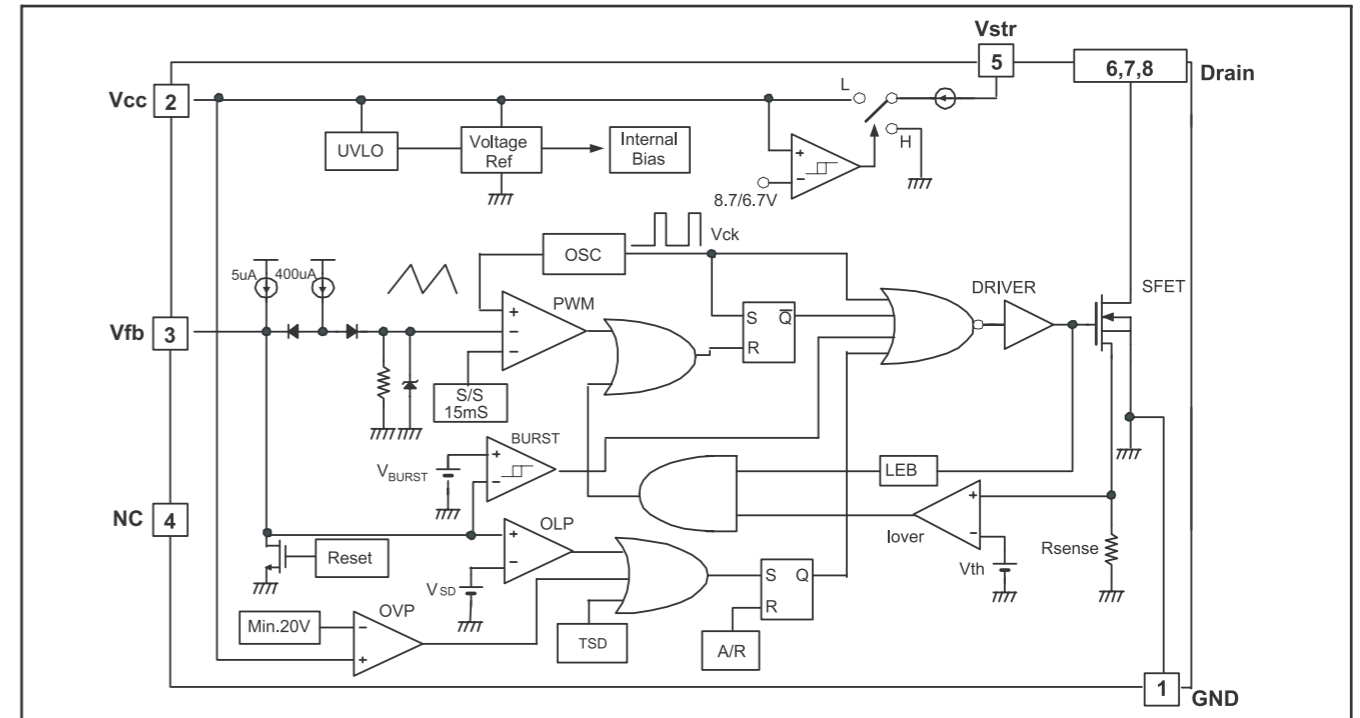 Vstr
5
6,7,8
Drain
Vcc
2
L
H
UVLO
Voltage
Ref
Internal
Bias
+
−
8.7/6.7V
Vck
OSC
5uA
400uA
PWM
DRIVER
SFET
Vfb
3
+
−
−
S
Q
R
S/S
15mS
BURST
VBURST
+
−
LEB
NC
4
OLP
+
−
+
−
Iover
Rsense
Vth
Reset
VSD
S
Q
R
OVP
Min.20V
−
+
TSD
A/R
1
GND